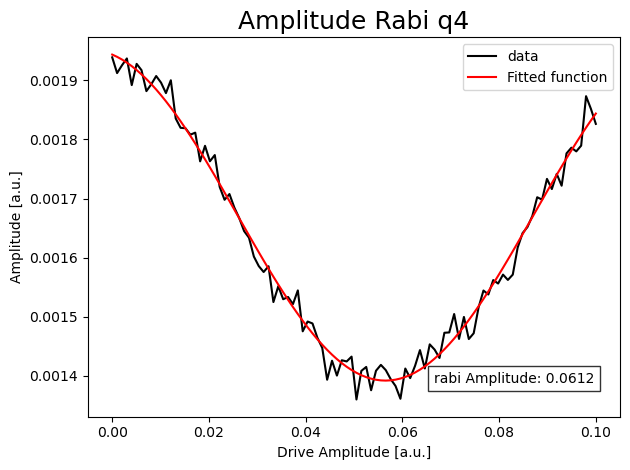 Amplitude Rabi q4
data
Fitted function
0.0019
0.0018
0.0017
0.0016
0.0015
0.0014
Amplitude [a.u.]
rabi Amplitude: 0.0612
0.00
0.02
0.04
0.06
0.08
0.10
Drive Amplitude [a.u.]